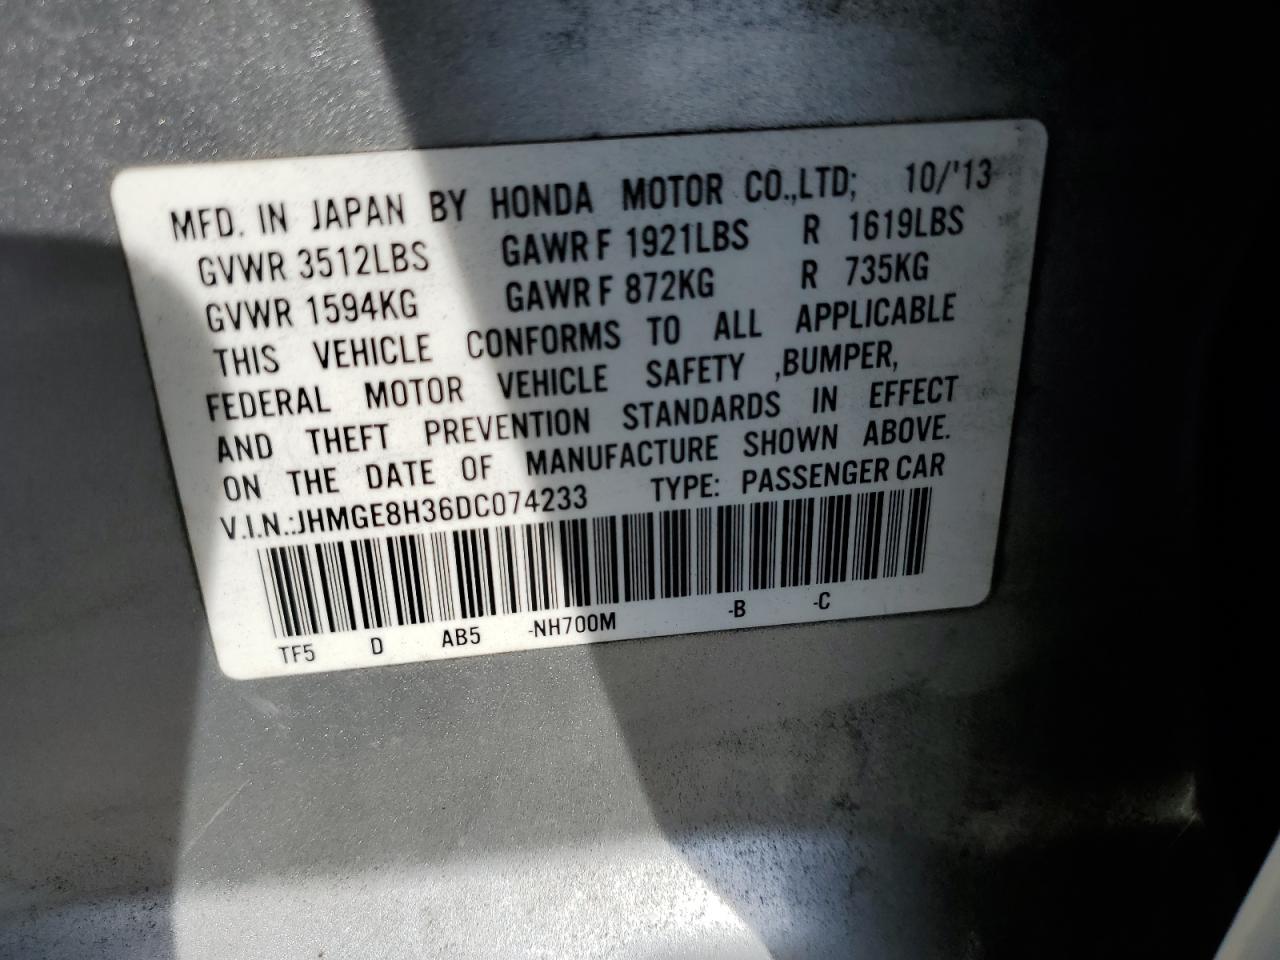 MFD. IN JAPAN BY HONDA MOTOR CO.,LTD; 10/'13
GVWR 3512LBS GAWR F 1921LBS R 1619LBS
GVWR 1594KG GAWR F 872KG R 735KG
THIS VEHICLE CONFORMS TO ALL APPLICABLE
FEDERAL MOTOR VEHICLE SAFETY ,BUMPER,
AND THEFT PREVENTION STANDARDS IN EFFECT
ON THE DATE OF MANUFACTURE SHOWN ABOVE.
V.I.N.:JHMGE8H36DC074233 TYPE: PASSENGER CAR
TF5 D AB5 -NH700M -B -C